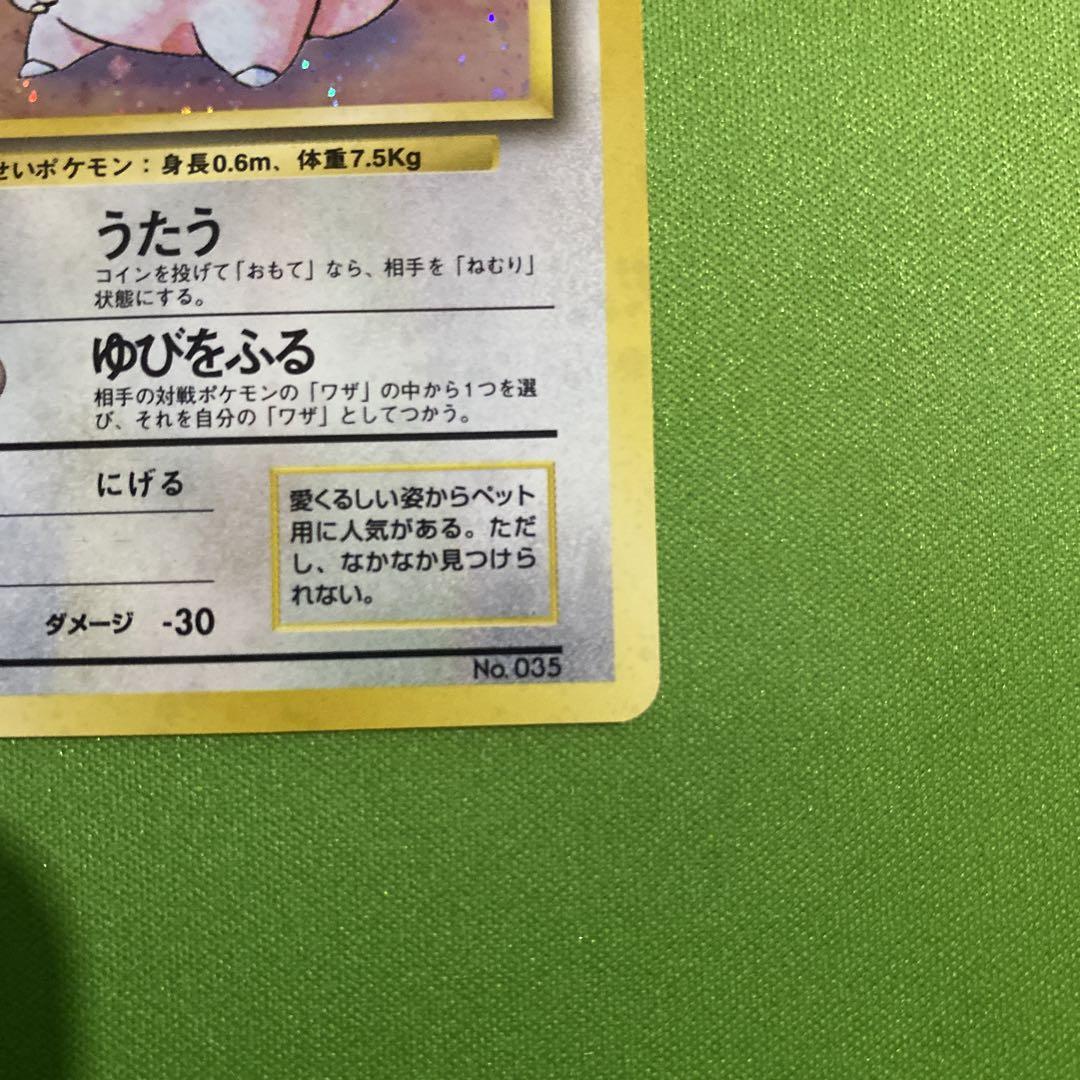 せいポケモン：身長0.6m、体重7.5Kg
うたう
コインを投げて「おもて」なら、相手を「ねむり」
状態にする。
ゆびをふる
相手の対戦ポケモンの「ワザ」の中から1つを選
び、それを自分の「ワザ」としてつかう。
にげる
ダメージ -30
愛くるしい姿からペット
用に人気がある。ただ
し、なかなか見つけら
れない。
No.035